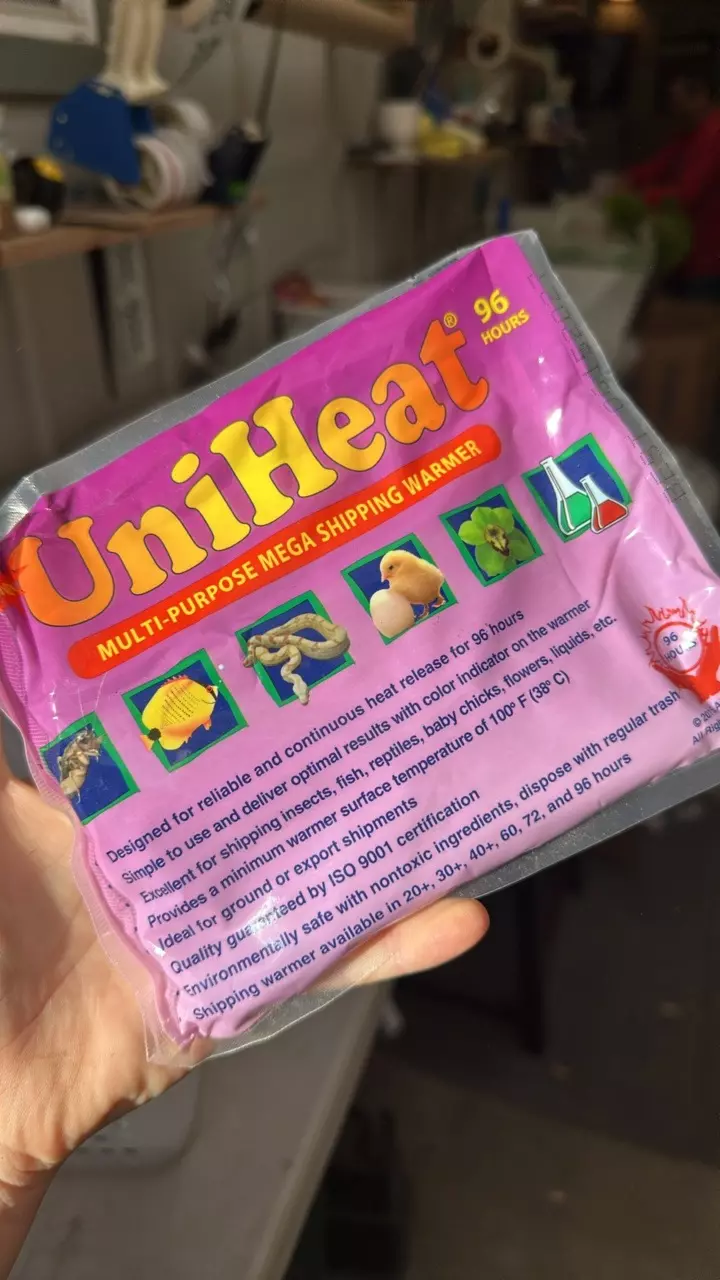 UniHeat®
96
HOURS
MULTI-PURPOSE MEGA SHIPPING WARMER
Designed for reliable and continuous heat release for 96 hours
Simple to use and deliver optimal results with color indicator on the warmer
Excellent for shipping insects, fish, reptiles, baby chicks, flowers, liquids, etc.
Provides a minimum warmer surface temperature of 100° F (38° C)
Ideal for ground or export shipments
Quality guaranteed by ISO 9001 certification
Environmentally safe with nontoxic ingredients, dispose with regular trash
Shipping warmer available in 20+, 30+, 40+, 60, 72, and 96 hours
96
HOURS
©
All